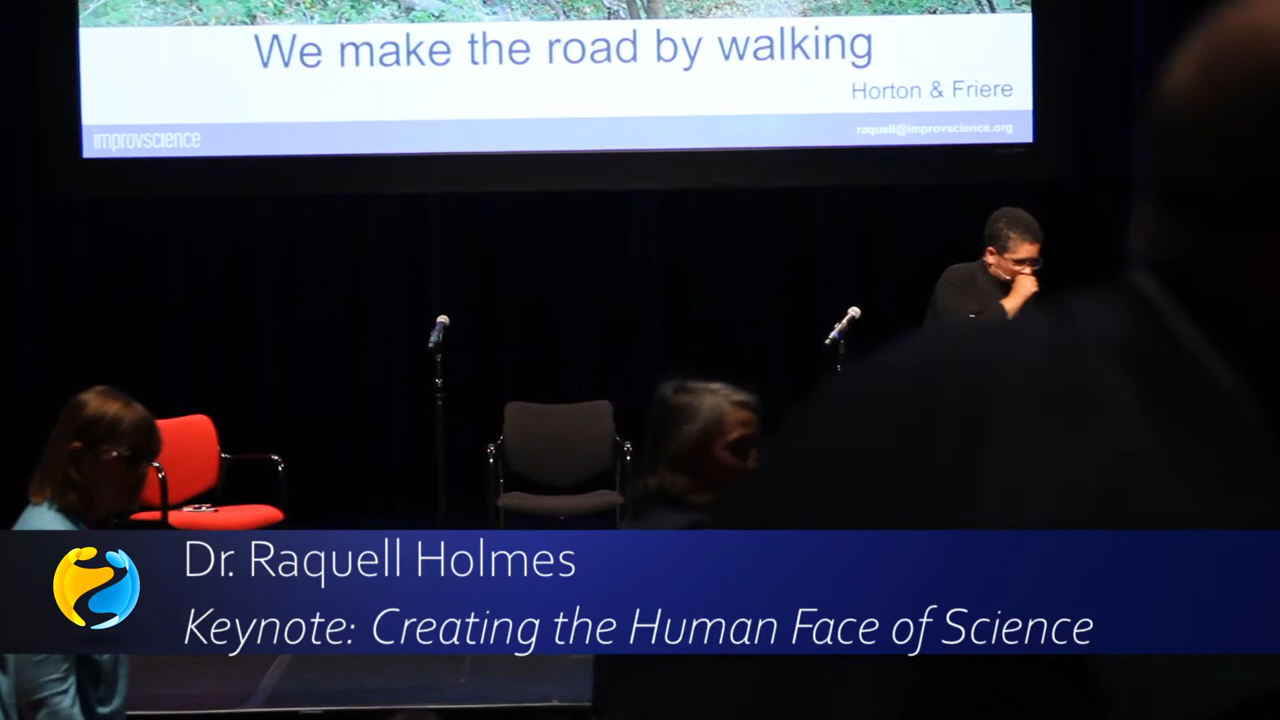 We make the road by walking
Horton & Friere
improvscience
raquell@improvscience.org
Dr. Raquell Holmes
Keynote: Creating the Human Face of Science